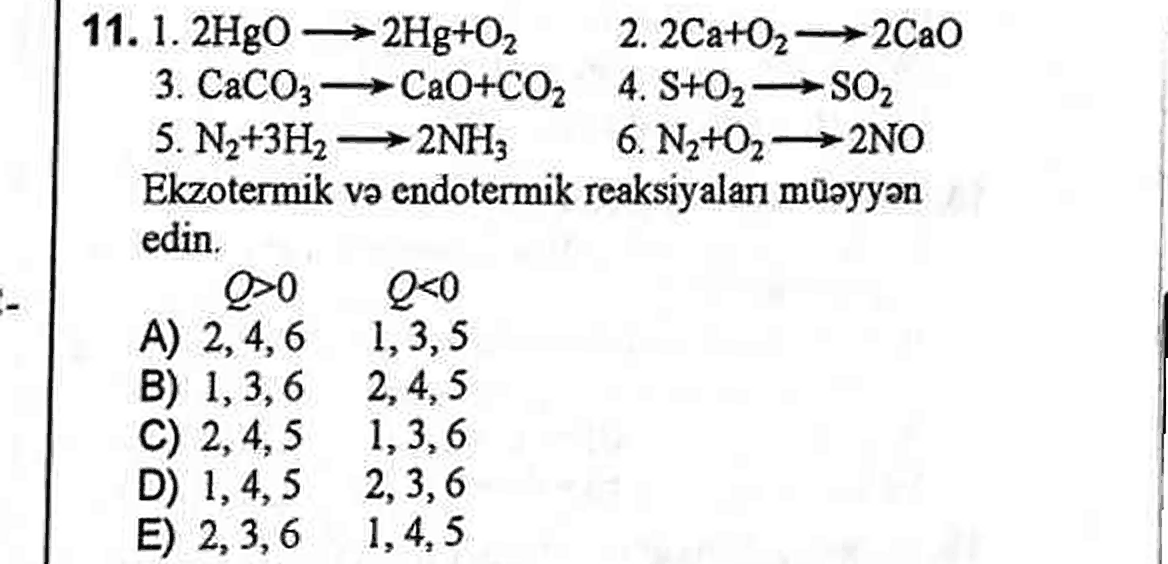 11. 1. 2HgO ⟶ 2Hg+O₂ 2. 2Ca+O₂ ⟶ 2CaO
3. CaCO₃ ⟶ CaO+CO₂ 4. S+O₂ ⟶ SO₂
5. N₂+3H₂ ⟶ 2NH₃ 6. N₂+O₂ ⟶ 2NO
Ekzotermik və endotermik reaksiyaları müəyyən
edin.
Q>0 Q<0
A) 2, 4, 6 1, 3, 5
B) 1, 3, 6 2, 4, 5
C) 2, 4, 5 1, 3, 6
D) 1, 4, 5 2, 3, 6
E) 2, 3, 6 1, 4, 5